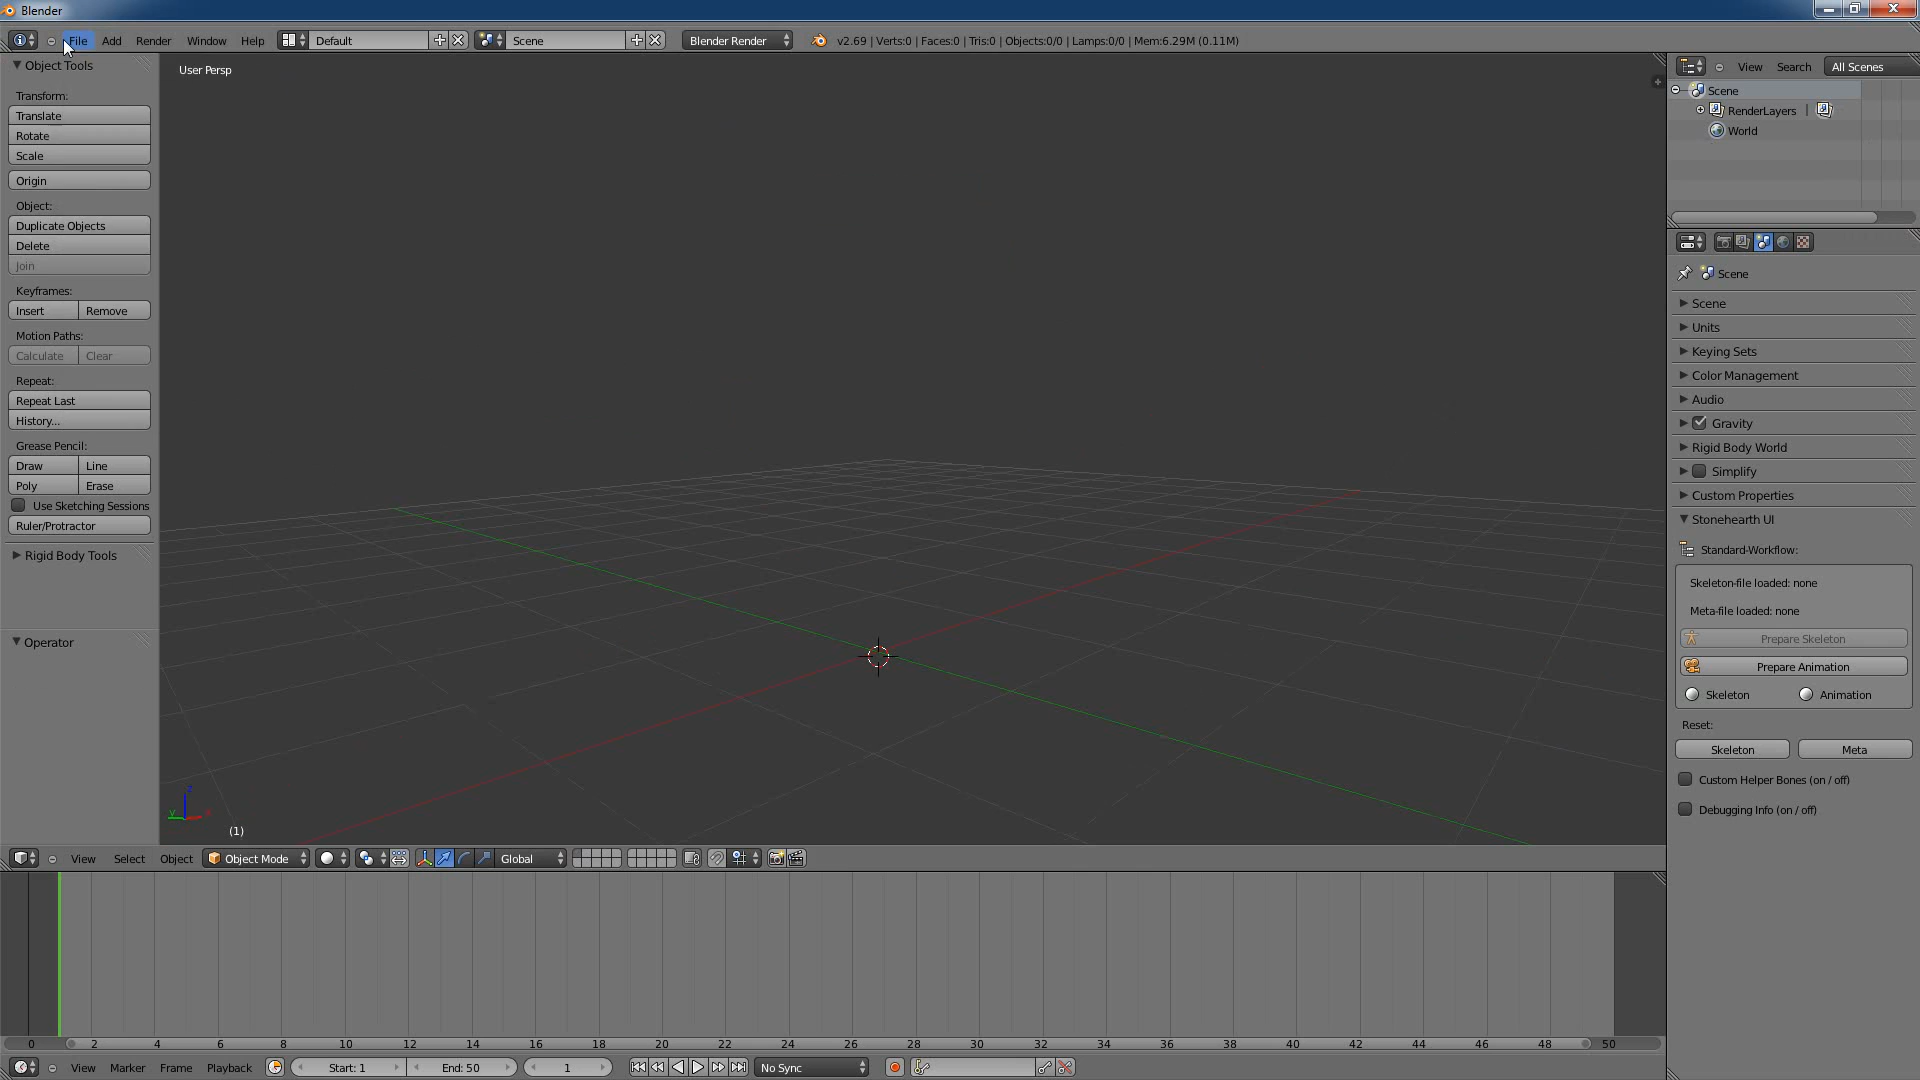 Blender
File Add Render Window Help Default Scene Blender Render v2.69 | Verts:0 | Faces:0 | Tris:0 | Objects:0/0 | Lamps:0/0 | Mem:6.29M (0.11M)
Object Tools
Transform:
Translate
Rotate
Scale
Origin
Object:
Duplicate Objects
Delete
Join
Keyframes:
Insert Remove
Motion Paths:
Calculate Clear
Repeat:
Repeat Last
History...
Grease Pencil:
Draw Line
Poly Erase
Use Sketching Sessions
Ruler/Protractor
Rigid Body Tools
Operator
User Persp
z
y x
(1)
View Select Object Object Mode Global
0 2 4 6 8 10 12 14 16 18 20 22 24 26 28 30 32 34 36 38 40 42 44 46 48 50
View Marker Frame Playback Start: 1 End: 50 1 No Sync
View Search All Scenes
Scene
RenderLayers |
World
Scene
Scene
Units
Keying Sets
Color Management
Audio
Gravity
Rigid Body World
Simplify
Custom Properties
Stonehearth UI
Standard-Workflow:
Skeleton-file loaded: none
Meta-file loaded: none
Prepare Skeleton
Prepare Animation
Skeleton Animation
Reset:
Skeleton Meta
Custom Helper Bones (on / off)
Debugging Info (on / off)